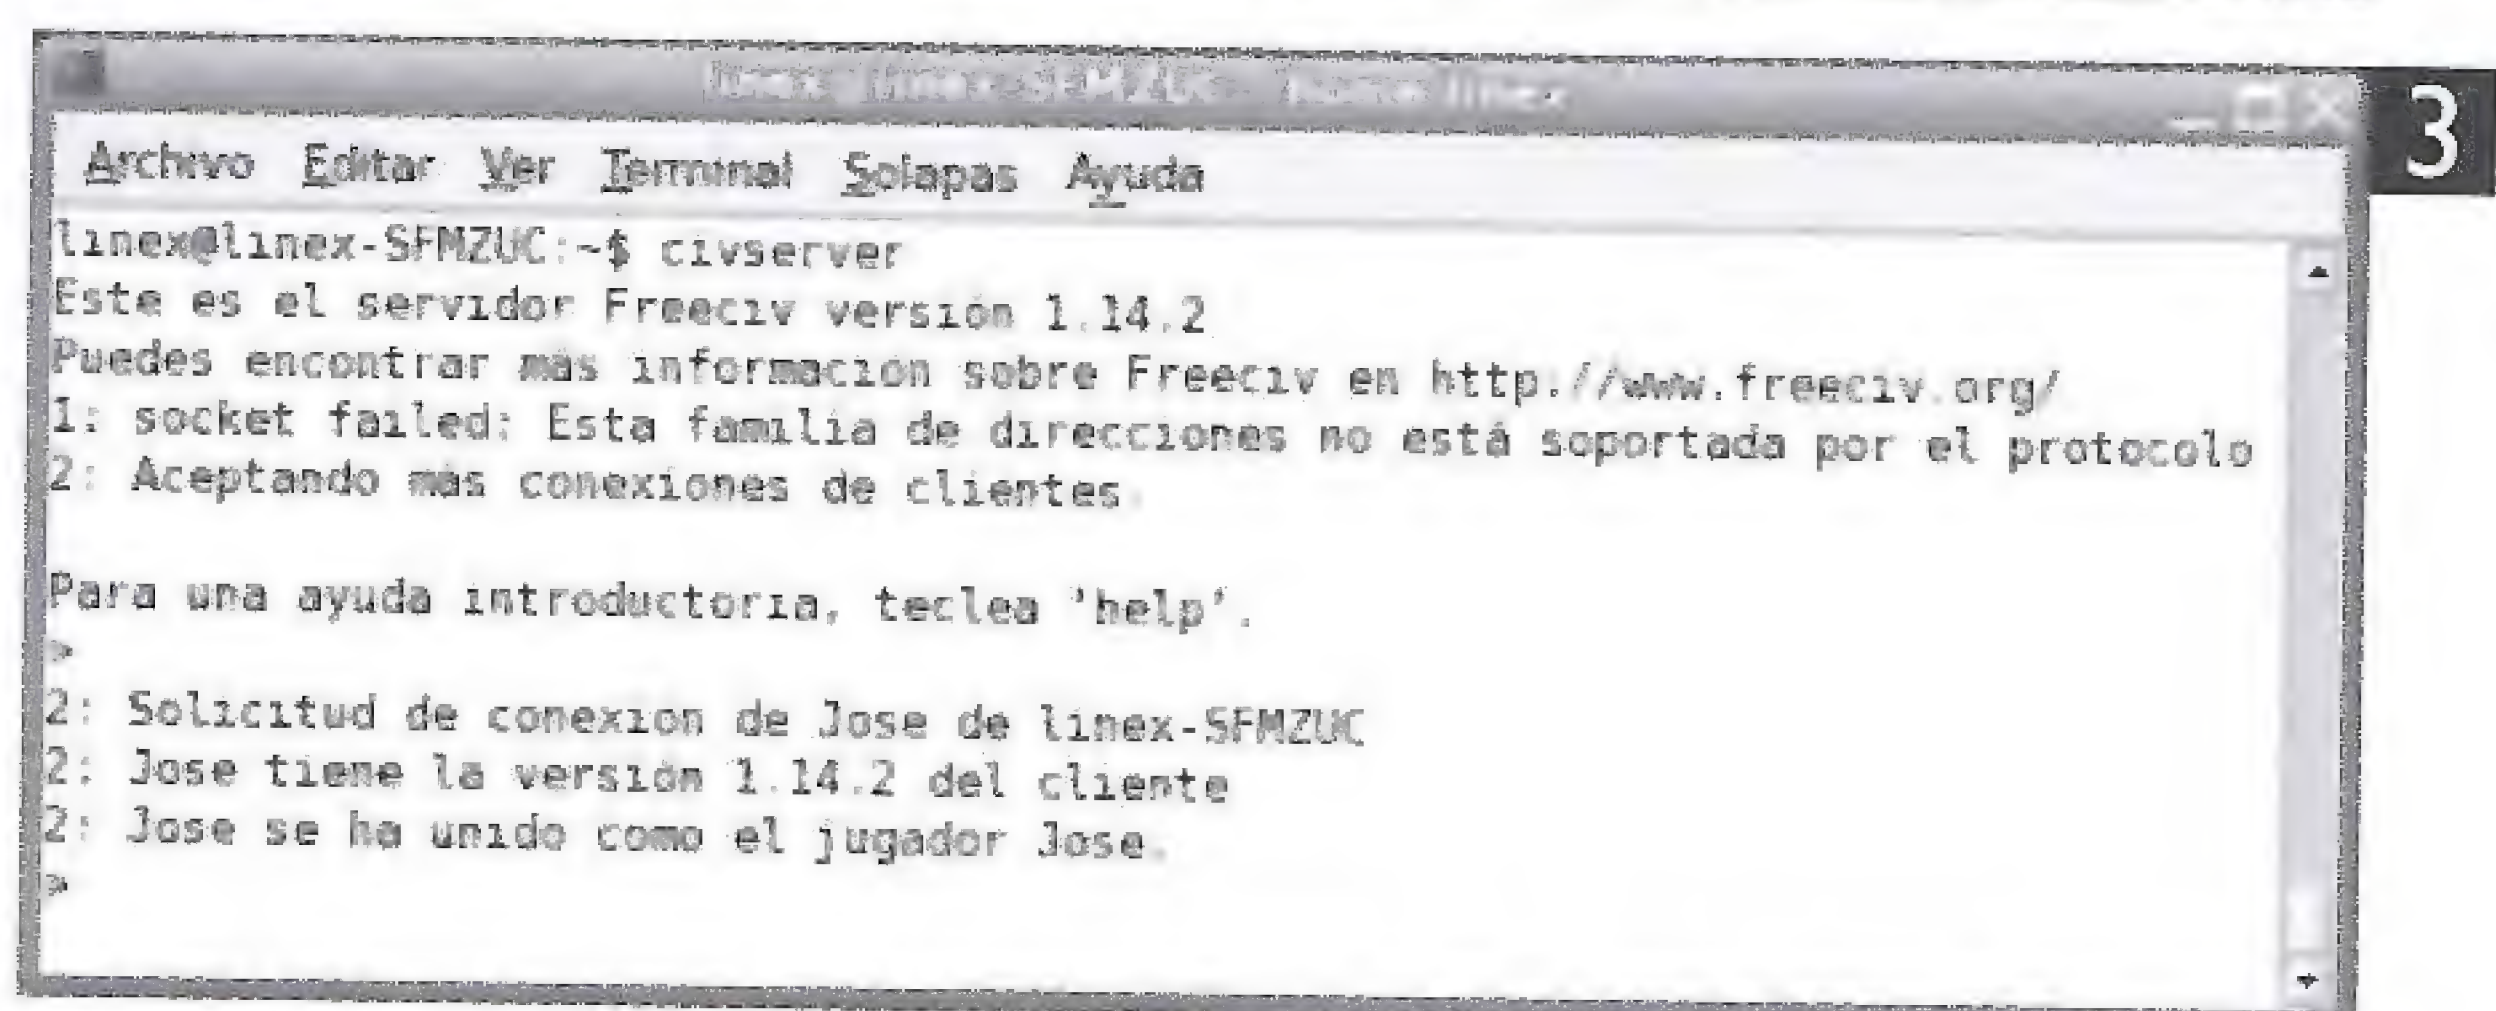 3
Archivo Editar Ver Terminal Solapas Ayuda
linex@linex-SFMZUC:~$ civserver
Este es el servidor Freeciv versión 1.14.2
Puedes encontrar más información sobre Freeciv en http://www.freeciv.org/
1: socket failed: Esta familia de direcciones no está soportada por el protocolo
2: Aceptando más conexiones de clientes.
Para una ayuda introductoria, teclea 'help'.
>
2: Solicitud de conexión de Jose de linex-SFMZUC
2: Jose tiene la versión 1.14.2 del cliente
2: Jose se ha unido como el jugador Jose.
>